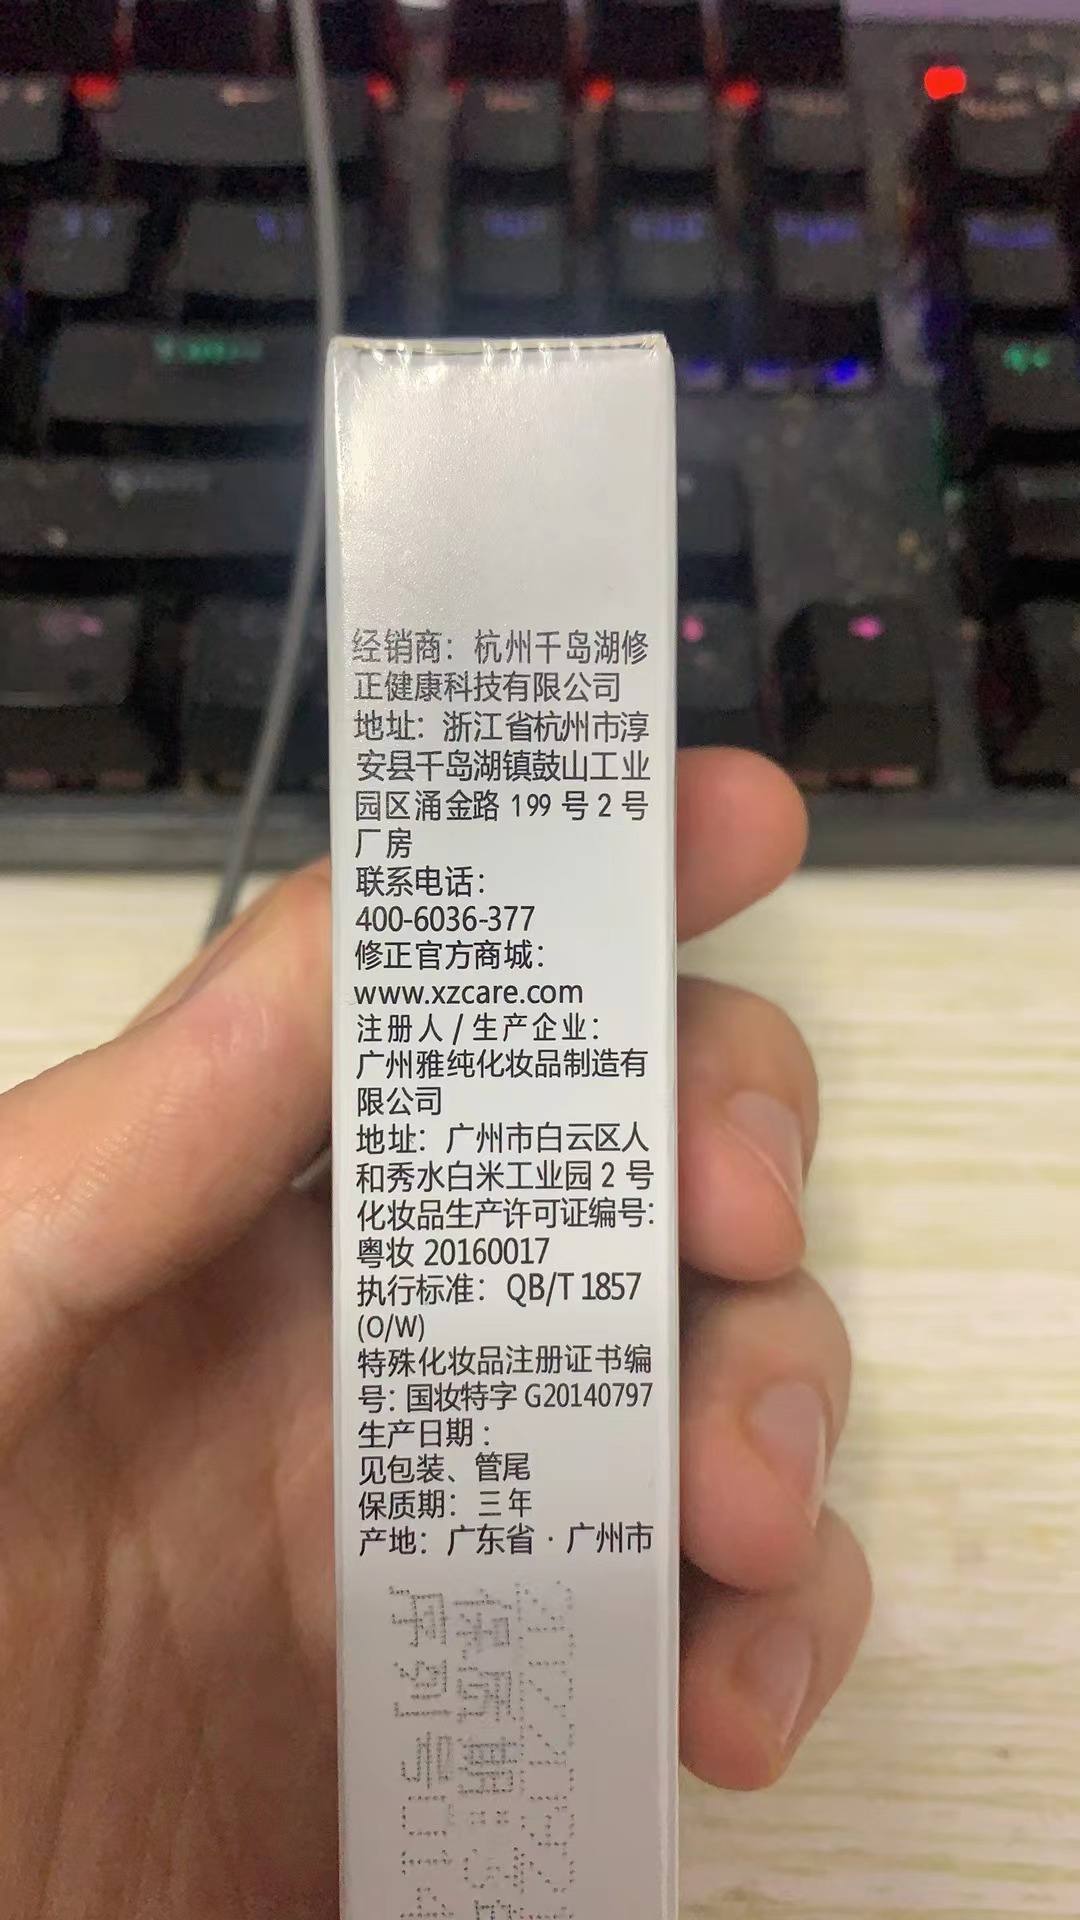 经销商：杭州千岛湖修
正健康科技有限公司
地址：浙江省杭州市淳
安县千岛湖镇鼓山工业
园区涌金路 199 号 2 号
厂房
联系电话：
400-6036-377
修正官方商城：
www.xzcare.com
注册人 / 生产企业：
广州雅纯化妆品制造有
限公司
地址：广州市白云区人
和秀水白米工业园 2 号
化妆品生产许可证编号：
粤妆 20160017
执行标准：QB/T 1857
(O/W)
特殊化妆品注册证书编
号：国妆特字 G20140797
生产日期：
见包装、管尾
保质期：三年
产地：广东省 · 广州市
保质期：3
序列号